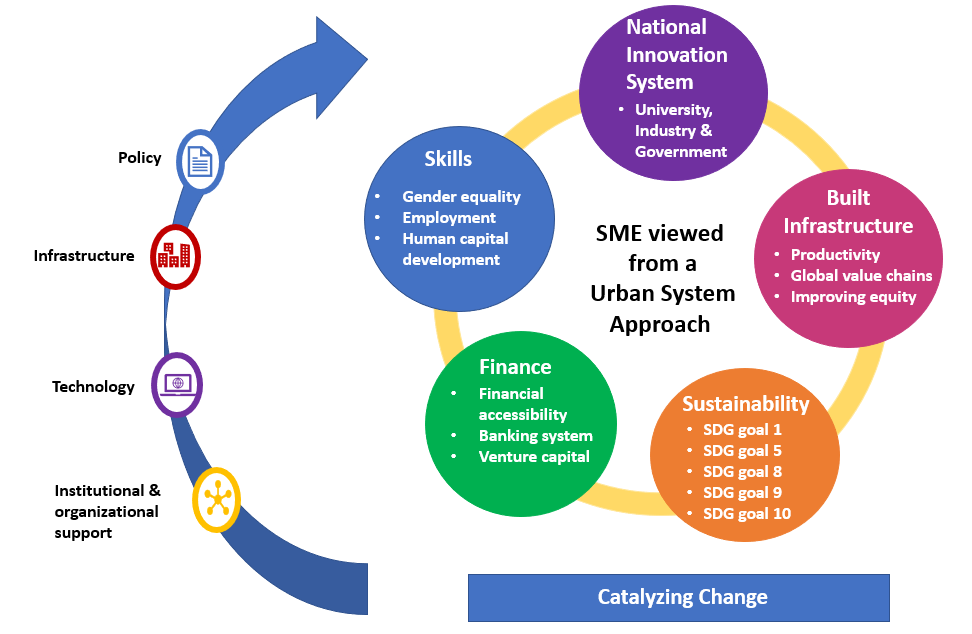 Policy
Infrastructure
Technology
Institutional &
organizational
support
National
Innovation
System
• University,
Industry &
Government
Skills
• Gender equality
• Employment
• Human capital
development
Built
Infrastructure
• Productivity
• Global value chains
• Improving equity
SME viewed
from a
Urban System
Approach
Finance
• Financial
accessibility
• Banking system
• Venture capital
Sustainability
• SDG goal 1
• SDG goal 5
• SDG goal 8
• SDG goal 9
• SDG goal 10
Catalyzing Change